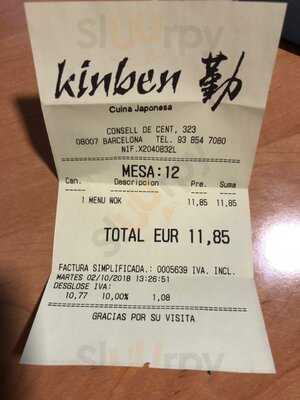 sluurpy
kinben 勤
Cuina Japonesa
CONSELL DE CENT, 323
08007 BARCELONA TEL. 93 854 7080
NIF.X2040832L
MESA:12
Can. Descripcion Pre. Suma
1 MENU WOK 11,85 11,85
TOTAL EUR 11,85
FACTURA SIMPLIFICADA.: 0005639 IVA. INCL.
MARTES 02/10/2018 13:26:51
DESGLOSE IVA:
10,77 10,00% 1,08
GRACIAS POR SU VISITA
sluurpy